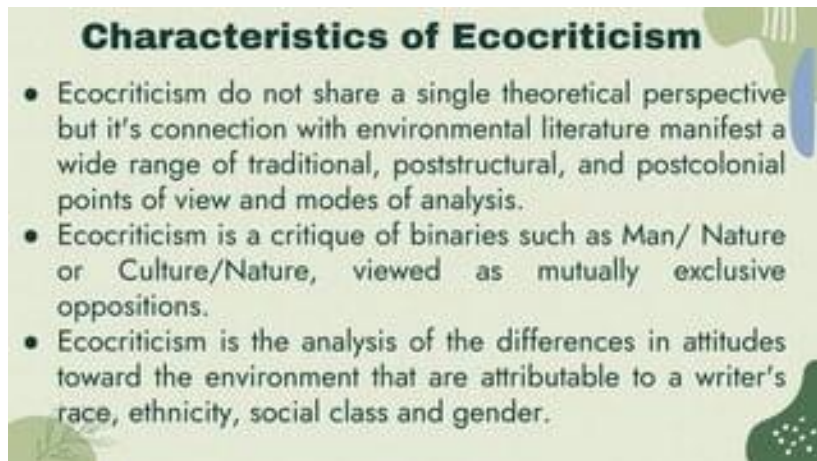 Characteristics of Ecocriticism
● Ecocriticism do not share a single theoretical perspective
but it's connection with environmental literature manifest a
wide range of traditional, poststructural, and postcolonial
points of view and modes of analysis.
● Ecocriticism is a critique of binaries such as Man/ Nature
or Culture/Nature, viewed as mutually exclusive
oppositions.
● Ecocriticism is the analysis of the differences in attitudes
toward the environment that are attributable to a writer's
race, ethnicity, social class and gender.